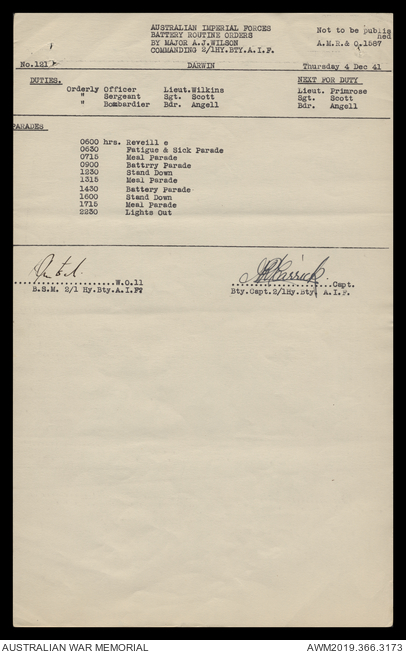 AUSTRALIAN IMPERIAL FORCES
BATTERY ROUTINE ORDERS
BY MAJOR A.J.WILSON
COMMANDING 2/1HY.BTY.A.I.F.
Not to be publis
hed
A.M.R.& O.1587
No.121
DARWIN
Thursday 4 Dec 41
DUTIES.
NEXT FOR DUTY
Orderly Officer Lieut.Wilkins Lieut. Primrose
" Sergeant Sgt. Scott Sgt. Scott
" Bombardier Bdr. Angell Bdr. Angell
PARADES
0600 hrs. Reveill e
0630 Fatigue & Sick Parade
0715 Meal Parade
0900 Battrry Parade
1230 Stand Down
1315 Meal Parade
1430 Battery Parade
1600 Stand Down
1715 Meal Parade
2230 Lights Out
W.O.11
B.S.M. 2/1 Hy.Bty.A.I.F?
Capt.
Bty.Capt.2/1Hy.Bty. A.I.F.
AUSTRALIAN WAR MEMORIAL
AWM2019.366.3173